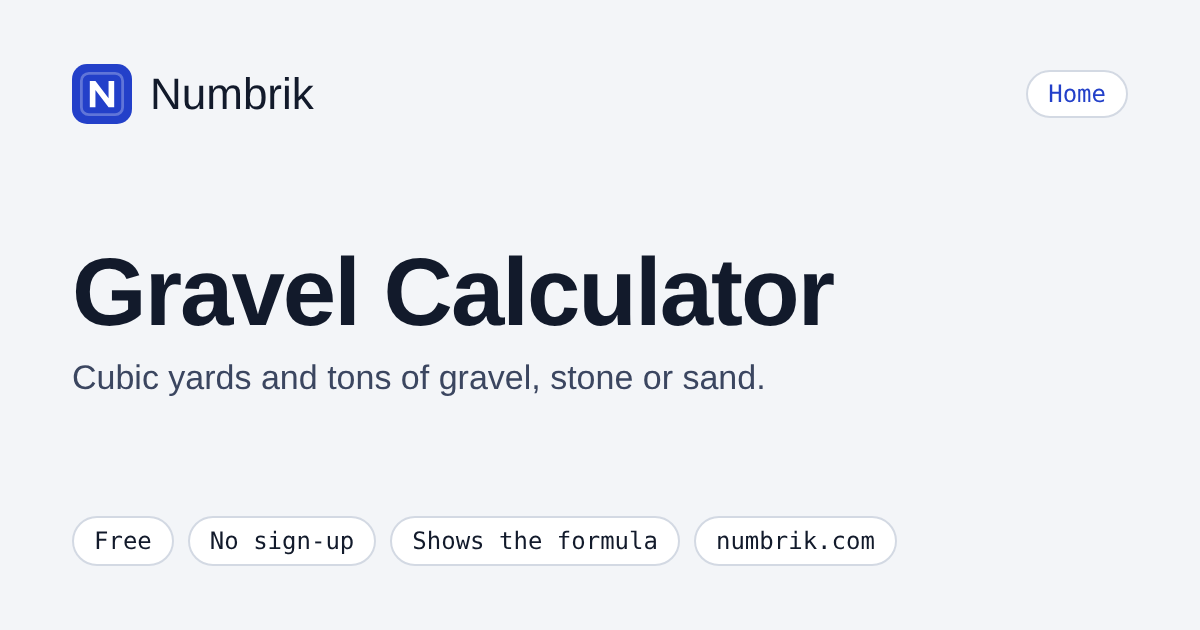 N Numbrik
Home
Gravel Calculator
Cubic yards and tons of gravel, stone or sand.
Free
No sign-up
Shows the formula
numbrik.com